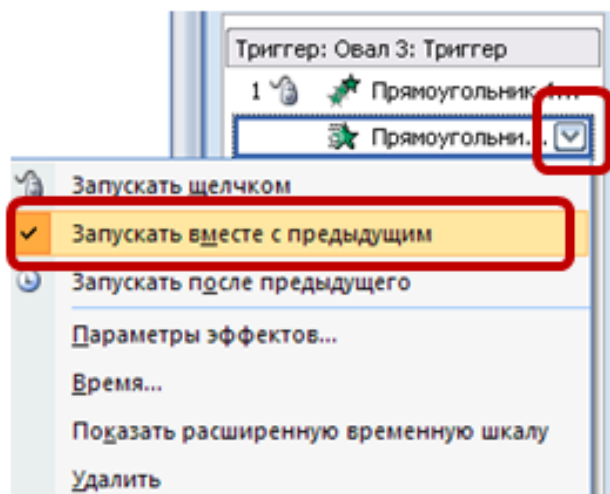 Триггер: Овал 3: Триггер
1 Прямоугольник
Прямоугольни...
Запускать щелчком
Запускать вместе с предыдущим
Запускать после предыдущего
Параметры эффектов...
Время...
Показать расширенную временную шкалу
Удалить